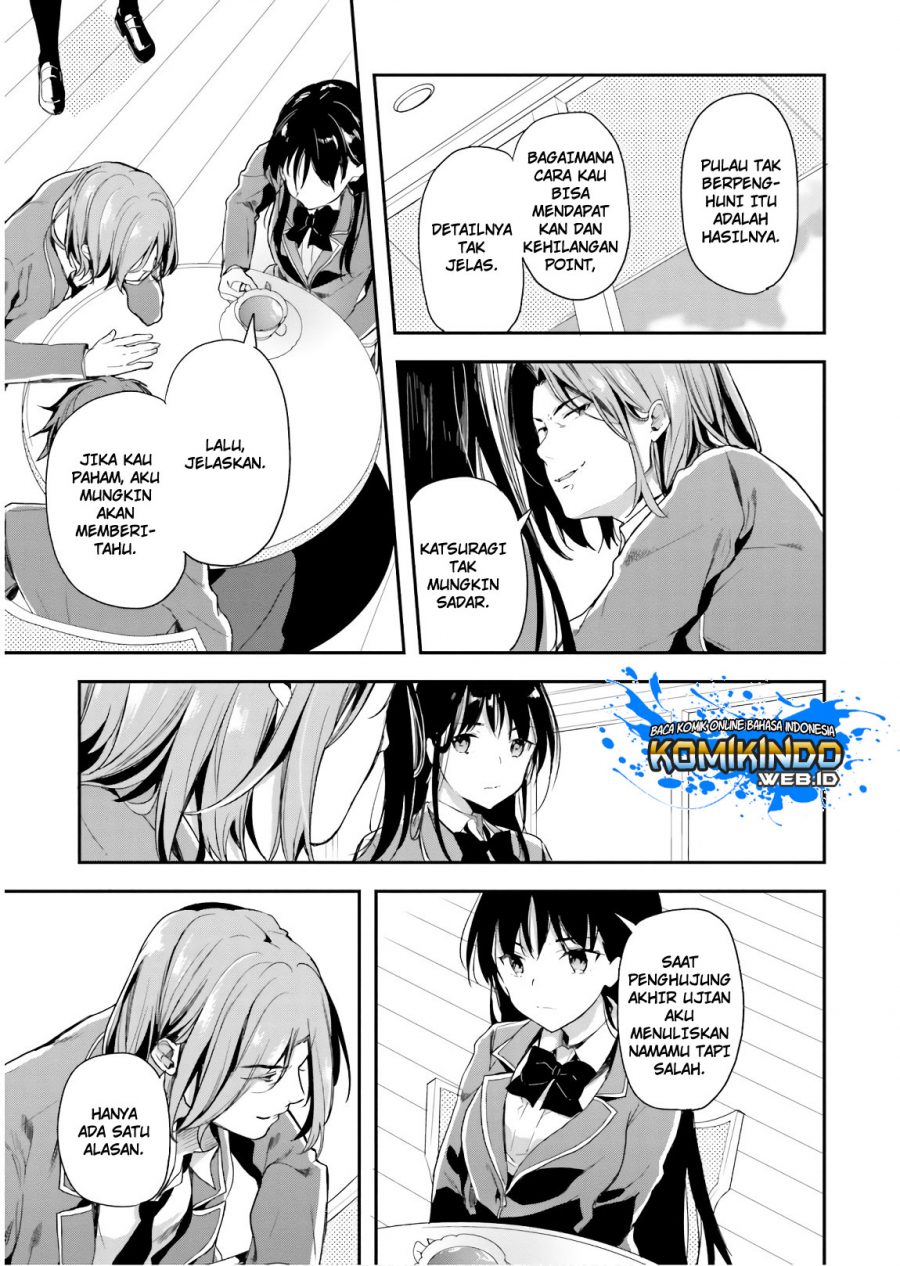 PULAU TAK
BERPENG-
HUNI ITU
ADALAH
HASILNYA.
BAGAIMANA
CARA KAU
BISA
MENDAPAT
KAN DAN
KEHILANGAN
POINT,
DETAILNYA
TAK
JELAS.
LALU,
JELASKAN.
JIKA KAU
PAHAM, AKU
MUNGKIN
AKAN
MEMBERI-
TAHU.
KATSURAGI
TAK
MUNGKIN
SADAR.
BACA KOMIK ONLINE BAHASA INDONESIA
KOMIKINDO
WEB.ID
SAAT
PENGHUJUNG
AKHIR UJIAN
AKU
MENULISKAN
NAMAMU TAPI
SALAH.
HANYA
ADA SATU
ALASAN.